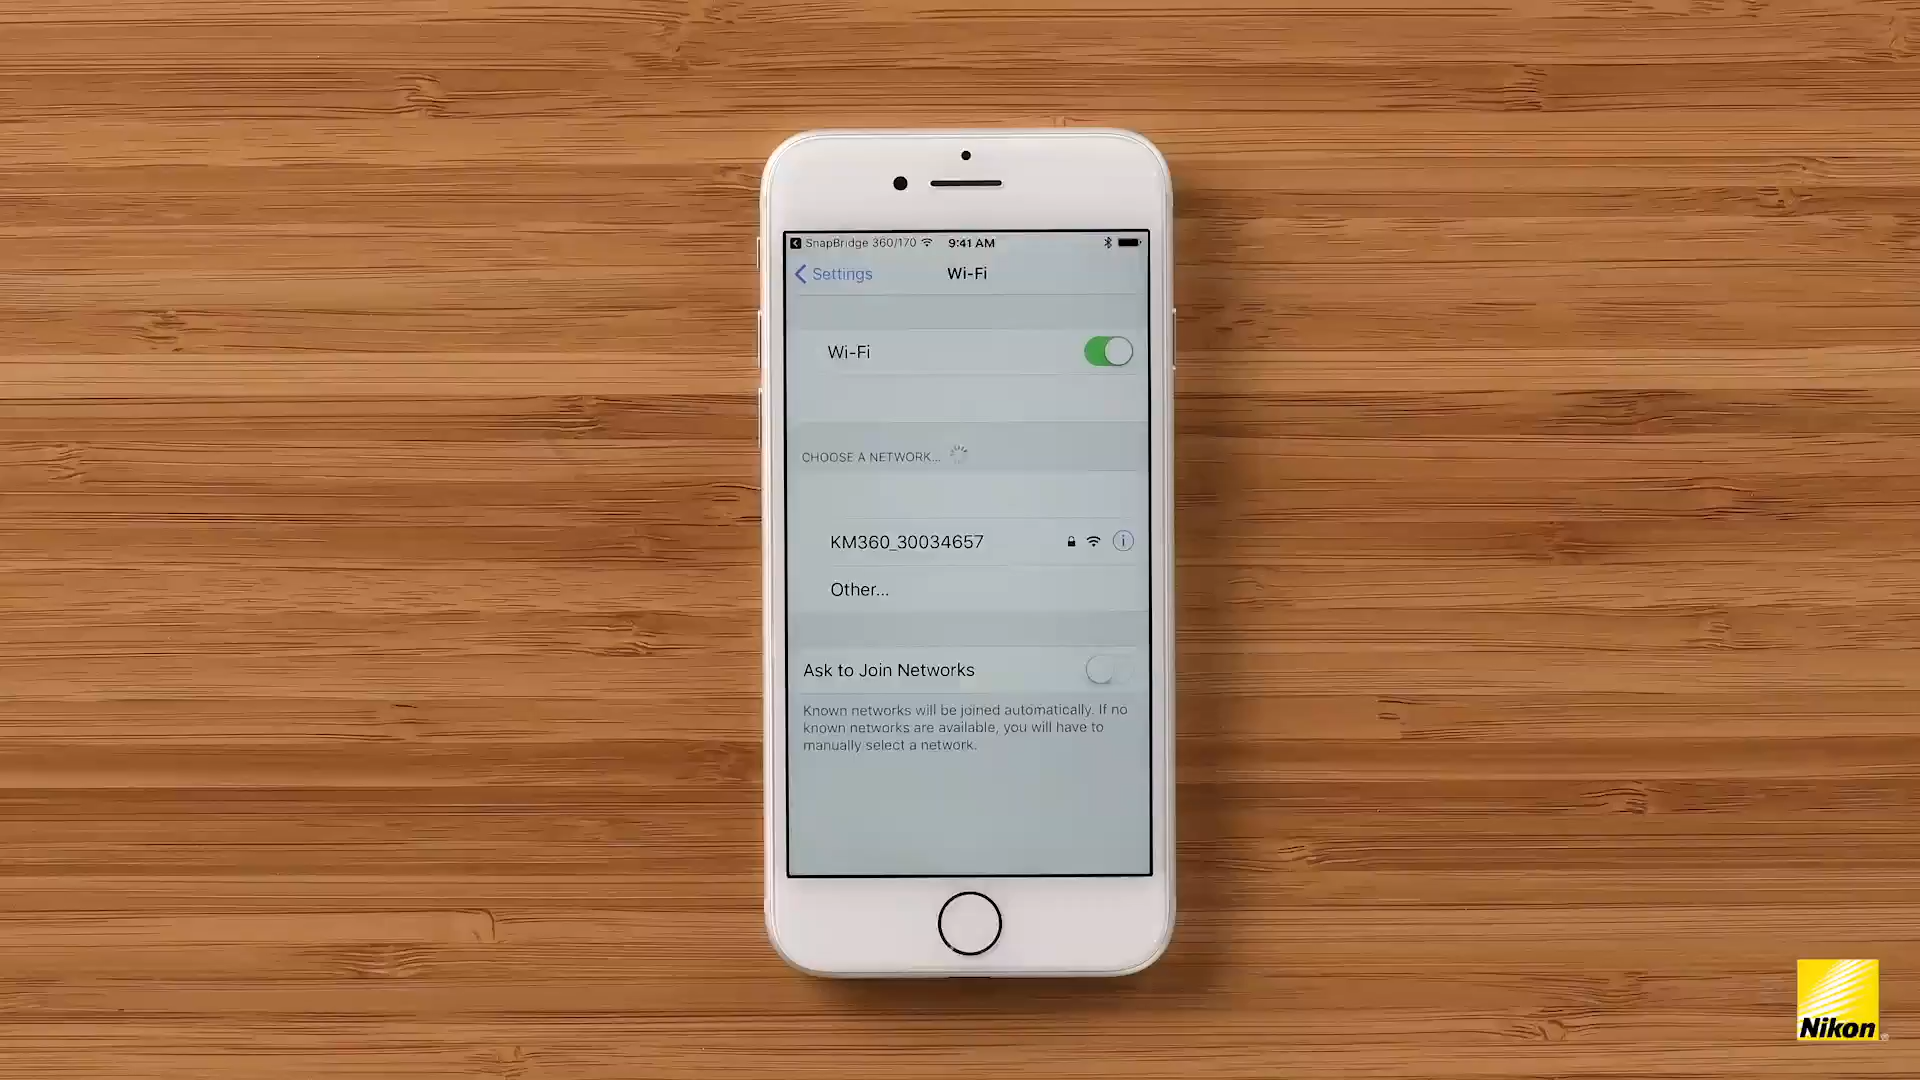 SnapBridge 360/170 9:41 AM
Settings Wi-Fi
Wi-Fi
CHOOSE A NETWORK...
KM360_30034657
Other...
Ask to Join Networks
Known networks will be joined automatically. If no
known networks are available, you will have to
manually select a network.
Nikon